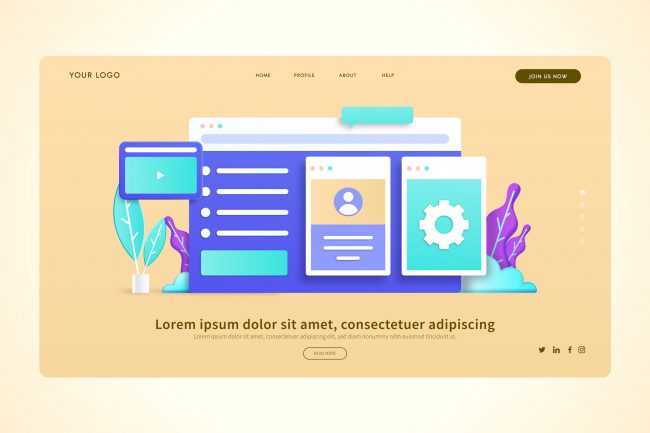 YOUR LOGO
HOME PROFILE ABOUT HELP
JOIN US NOW
Lorem ipsum dolor sit amet, consectetuer adipiscing
Lorem ipsum dolor sit amet, consectetuer adipiscing elit, sed diam nonummy nibh euismod tincidunt ut.
READ MORE